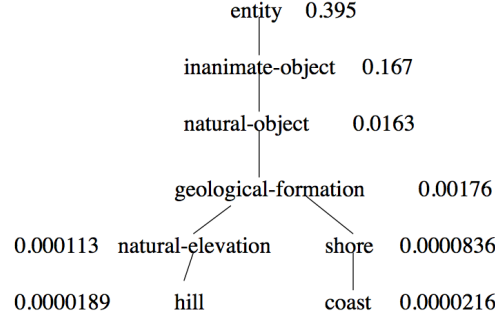 entity 0.395
inanimate-object 0.167
natural-object 0.0163
geological-formation 0.00176
0.000113 natural-elevation shore 0.0000836
0.0000189 hill coast 0.0000216